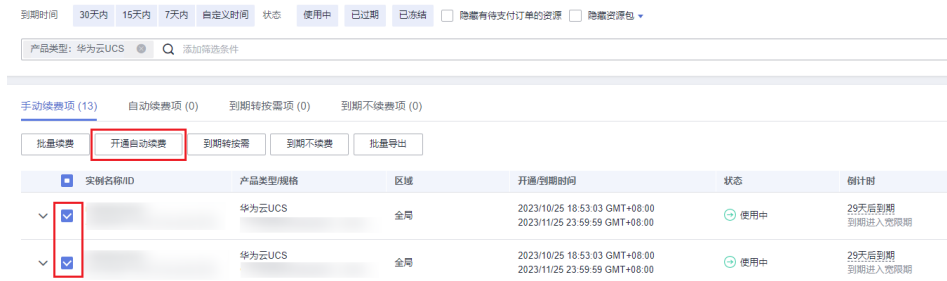 到期时间 30天内 15天内 7天内 自定义时间 状态 使用中 已过期 已冻结 隐藏有待支付订单的资源 隐藏资源包
产品类型：华为云UCS 添加筛选条件
手动续费项 (13) 自动续费项 (0) 到期转按需项 (0) 到期不续费项 (0)
批量续费 开通自动续费 到期转按需 到期不续费 批量导出
实例名称/ID 产品类型/规格 区域 开通/到期时间 状态 倒计时
华为云UCS 全局 2023/10/25 18:53:03 GMT+08:00 使用中 29天后到期
2023/11/25 23:59:59 GMT+08:00 到期进入宽限期
华为云UCS 全局 2023/10/25 18:53:03 GMT+08:00 使用中 29天后到期
2023/11/25 23:59:59 GMT+08:00 到期进入宽限期